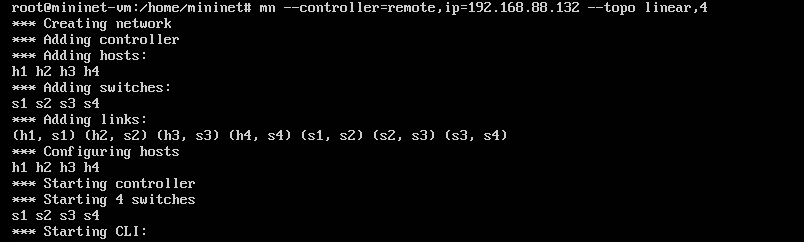 root@mininet-vm:/home/mininet# mn --controller=remote,ip=192.168.88.132 --topo linear,4
*** Creating network
*** Adding controller
*** Adding hosts:
h1 h2 h3 h4
*** Adding switches:
s1 s2 s3 s4
*** Adding links:
(h1, s1) (h2, s2) (h3, s3) (h4, s4) (s1, s2) (s2, s3) (s3, s4)
*** Configuring hosts
h1 h2 h3 h4
*** Starting controller
*** Starting 4 switches
s1 s2 s3 s4
*** Starting CLI: